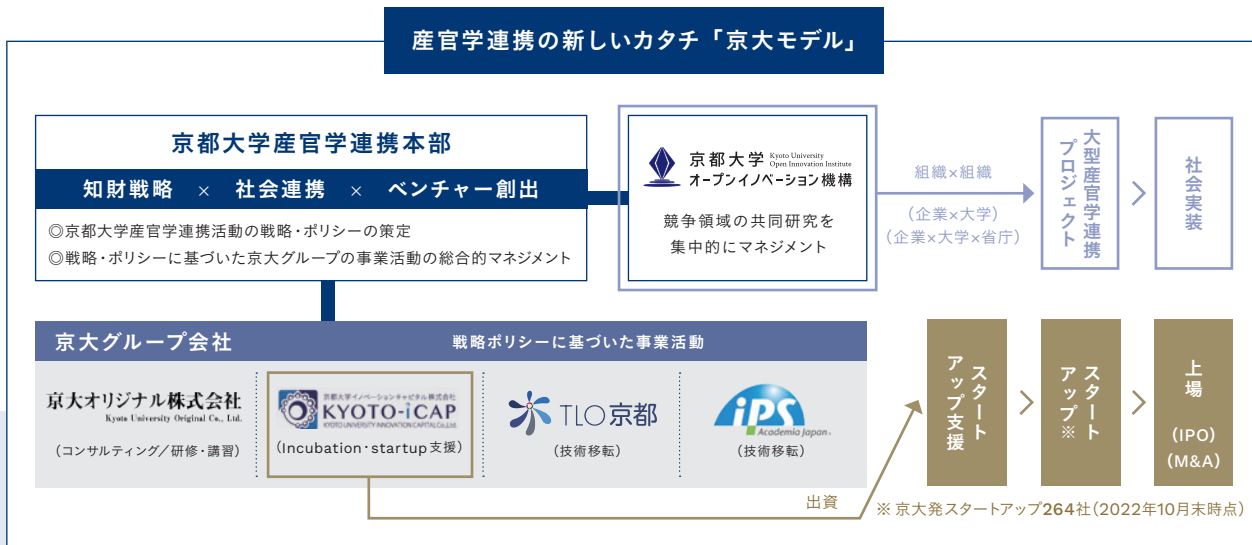 産官学連携の新しいカタチ「京大モデル」
京都大学産官学連携本部
知財戦略 × 社会連携 × ベンチャー創出
◎京都大学産官学連携活動の戦略・ポリシーの策定
◎戦略・ポリシーに基づいた京大グループの事業活動の総合的マネジメント
京都大学 Kyoto University
Open Innovation Institute
オープンイノベーション機構
競争領域の共同研究を
集中的にマネジメント
組織×組織
(企業×大学)
(企業×大学×省庁)
大型産官学連携
プロジェクト
社会実装
京大グループ会社
戦略ポリシーに基づいた事業活動
京大オリジナル株式会社
Kyoto University Original Co., Ltd.
(コンサルティング/研修・講習)
京都大学イノベーションキャピタル株式会社
KYOTO-iCAP
KYOTO UNIVERSITY INNOVATION CAPITAL Co.,Ltd.
(Incubation・startup支援)
TLO京都
(技術移転)
iPS
Academia Japan.
(技術移転)
出資
スタート
アップ支援
スタート
アップ※
上場
(IPO)
(M&A)
※ 京大発スタートアップ264社(2022年10月末時点)